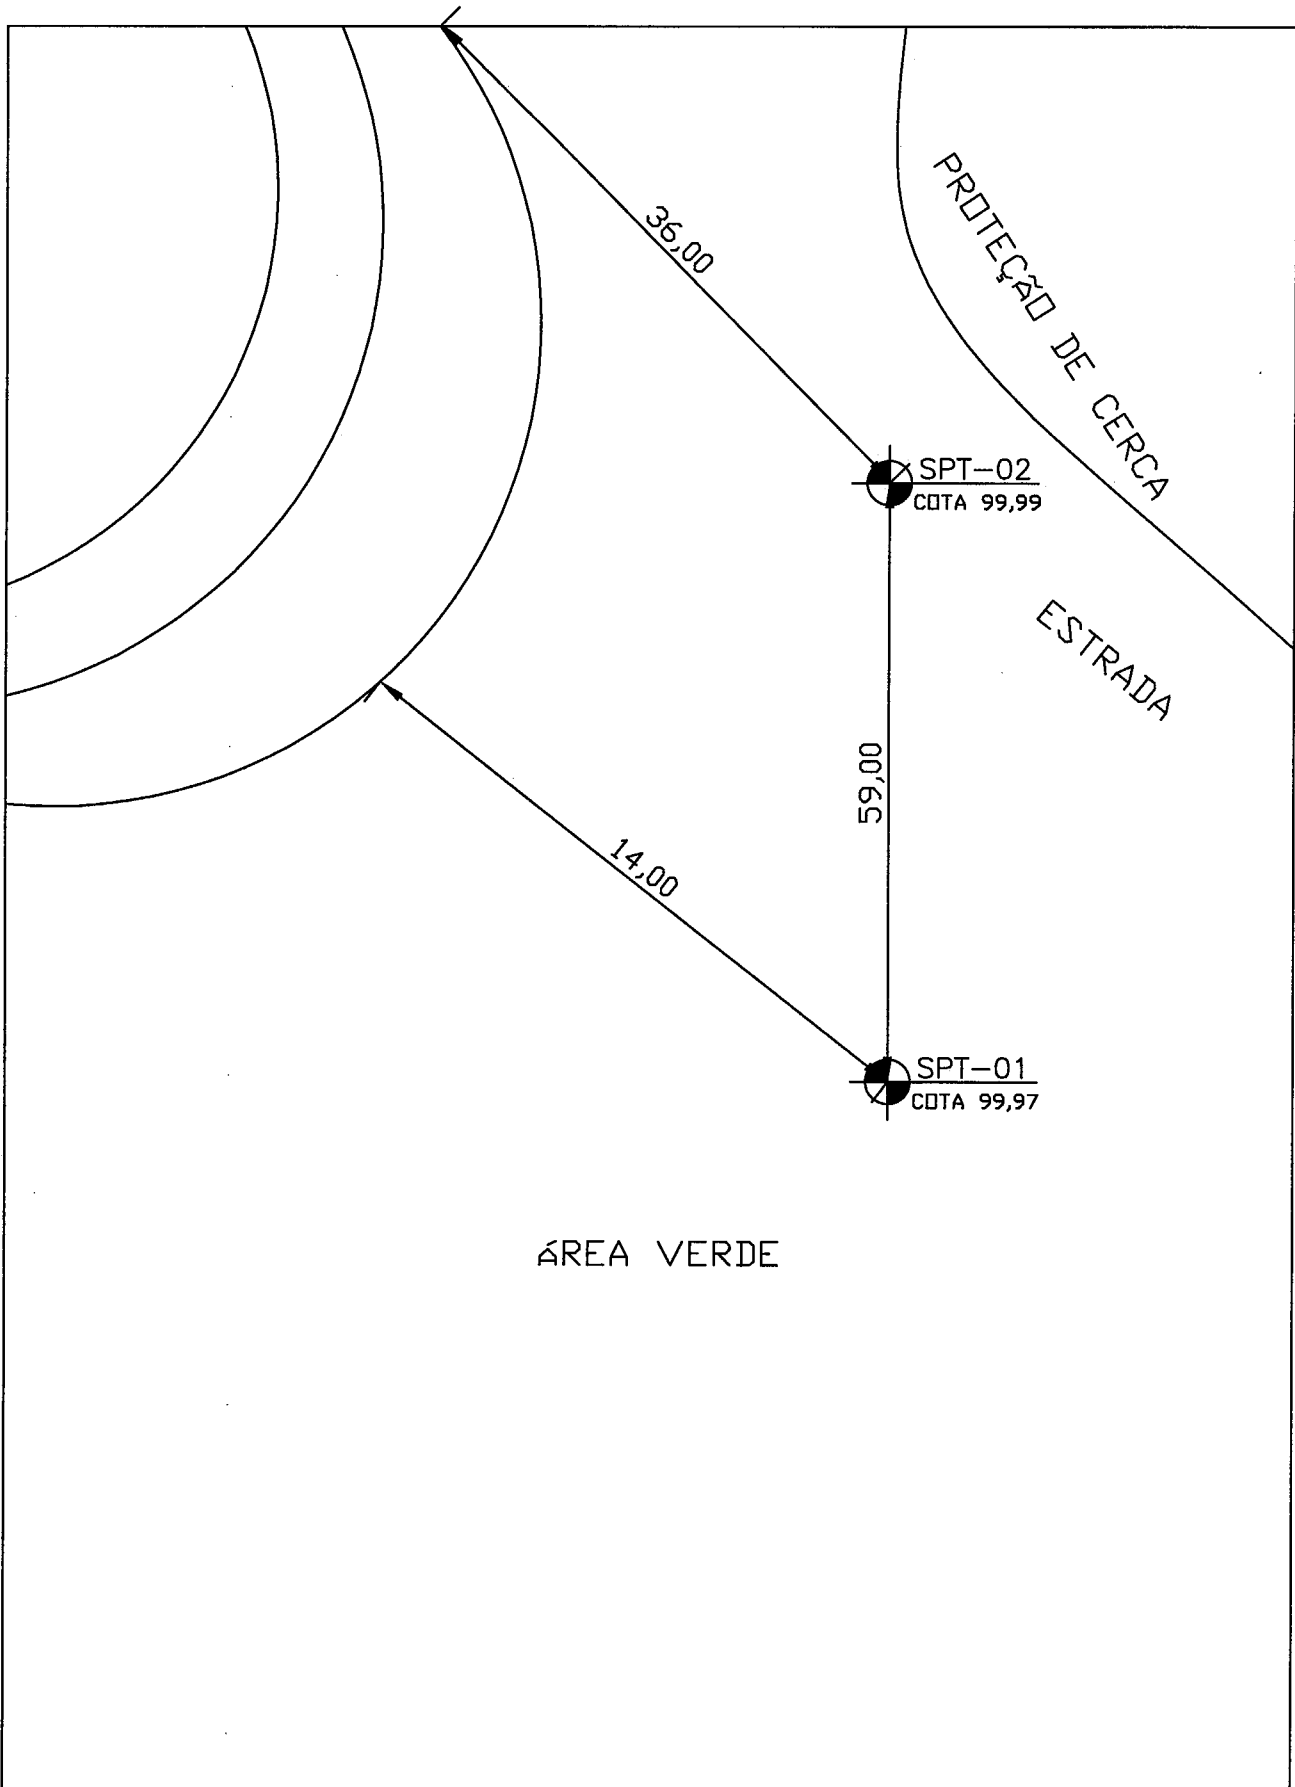 PROTEÇÃO DE CERCA
36,00
SPT-02
COTA 99,99
ESTRADA
59,00
14,00
SPT-01
COTA 99,97
ÁREA VERDE